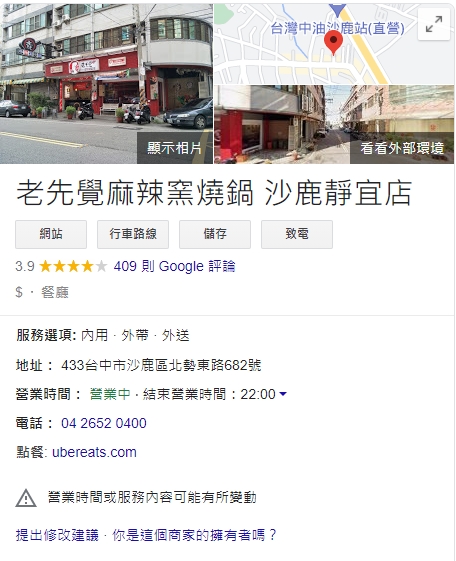 台灣中油沙鹿站(直營)
顯示相片
看看外部環境
老先覺麻辣窯燒鍋 沙鹿靜宜店
網站
行車路線
儲存
致電
3.9 409 則 Google 評論
$ · 餐廳
服務選項: 內用 · 外帶 · 外送
地址： 433台中市沙鹿區北勢東路682號
營業時間： 營業中 · 結束營業時間：22:00
電話： 04 2652 0400
點餐: ubereats.com
營業時間或服務內容可能有所變動
提出修改建議 · 你是這個商家的擁有者嗎？